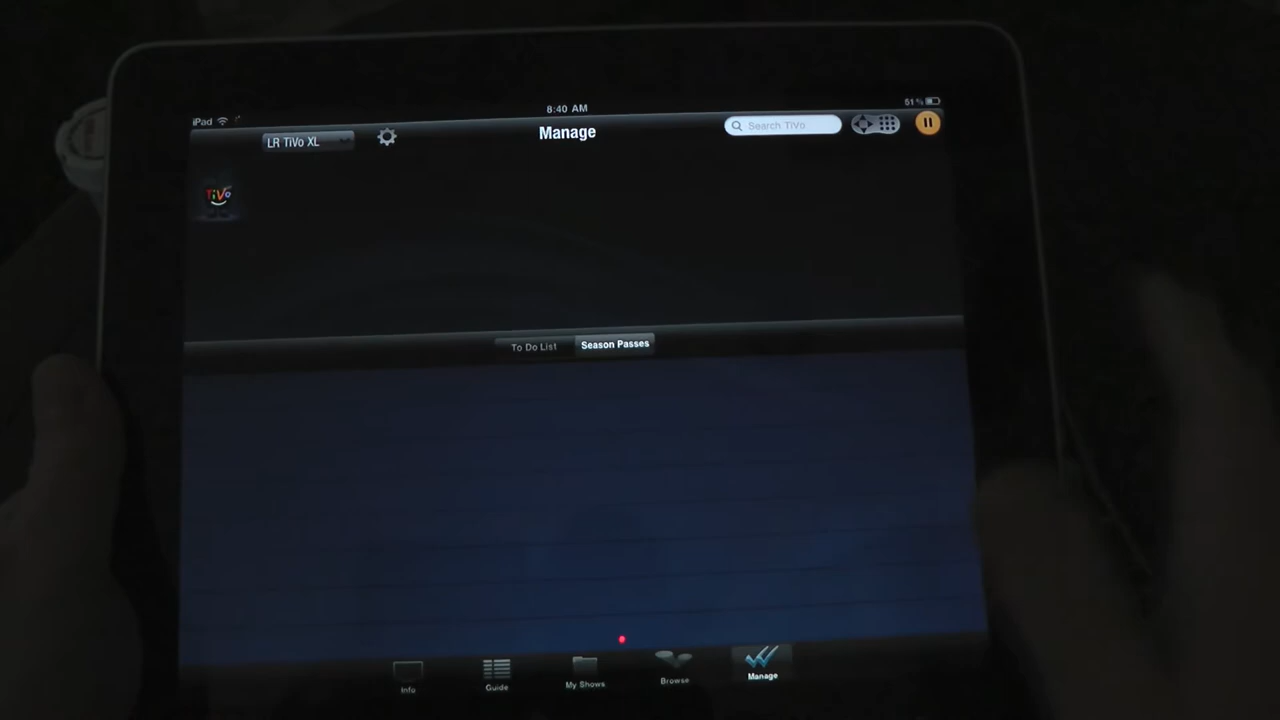 iPad
8:40 AM
51%
LR TiVo XL
Manage
Search TiVo
TiVo
To Do List
Season Passes
Info
Guide
My Shows
Browse
Manage